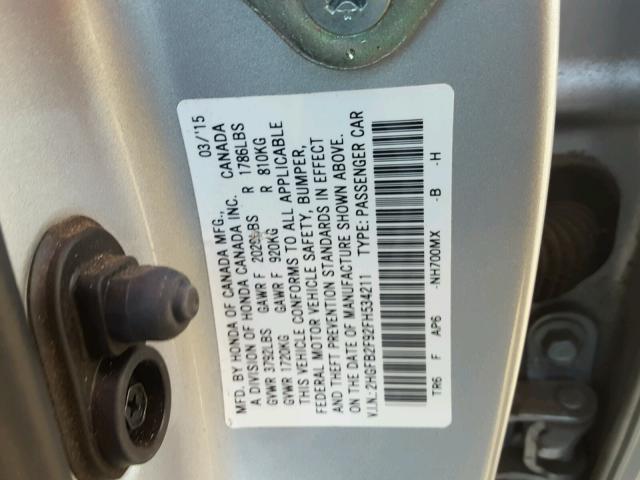 MFD. BY HONDA OF CANADA MFG., 03/'15
A DIVISION OF HONDA CANADA INC. CANADA
GVWR 3792LBS GAWR F 2028LBS R 1786LBS
GVWR 1720KG GAWR F 920KG R 810KG
THIS VEHICLE CONFORMS TO ALL APPLICABLE
FEDERAL MOTOR VEHICLE SAFETY, BUMPER,
AND THEFT PREVENTION STANDARDS IN EFFECT
ON THE DATE OF MANUFACTURE SHOWN ABOVE.
V.I.N.:2HGFB2F92FH534211 TYPE: PASSENGER CAR
TR6 F AP6 -NH700MX -B -H